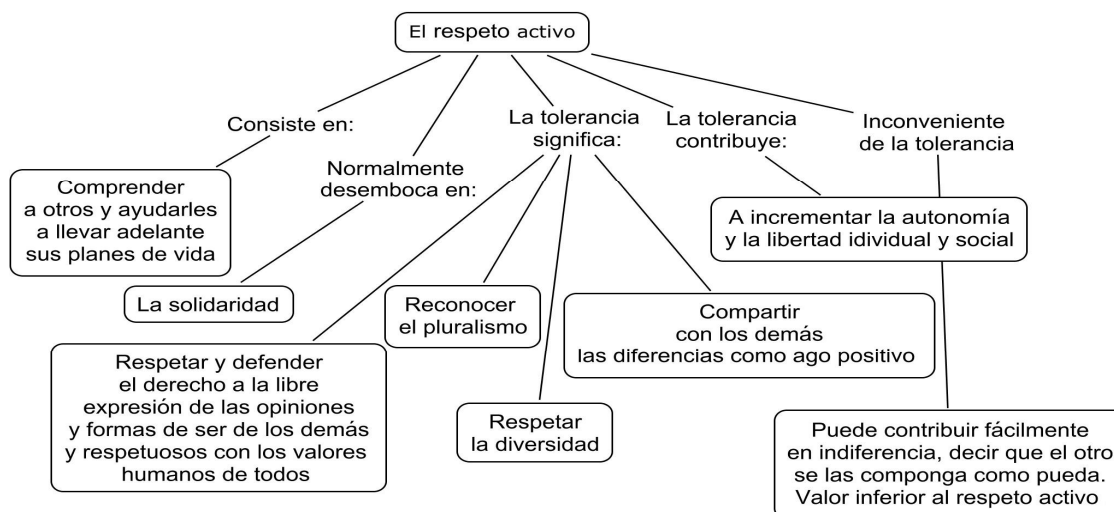 El respeto activo
Consiste en:
Comprender
a otros y ayudarles
a llevar adelante
sus planes de vida
Normalmente
desemboca en:
La solidaridad
La tolerancia
significa:
Respetar y defender
el derecho a la libre
expresión de las opiniones
y formas de ser de los demás
y respetuosos con los valores
humanos de todos
Reconocer
el pluralismo
Respetar
la diversidad
Compartir
con los demás
las diferencias como ago positivo
La tolerancia
contribuye:
A incrementar la autonomía
y la libertad idividual y social
Inconveniente
de la tolerancia
Puede contribuir fácilmente
en indiferencia, decir que el otro
se las componga como pueda.
Valor inferior al respeto activo